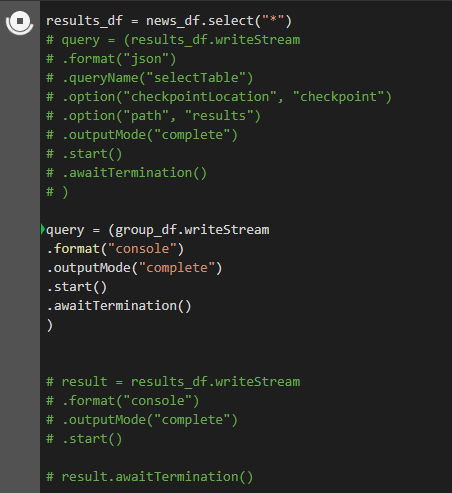 results_df = news_df.select("*")
# query = (results_df.writeStream
# .format("json")
# .queryName("selectTable")
# .option("checkpointLocation", "checkpoint")
# .option("path", "results")
# .outputMode("complete")
# .start()
# .awaitTermination()
# )
query = (group_df.writeStream
.format("console")
.outputMode("complete")
.start()
.awaitTermination()
)
# result = results_df.writeStream
# .format("console")
# .outputMode("complete")
# .start()
# result.awaitTermination()